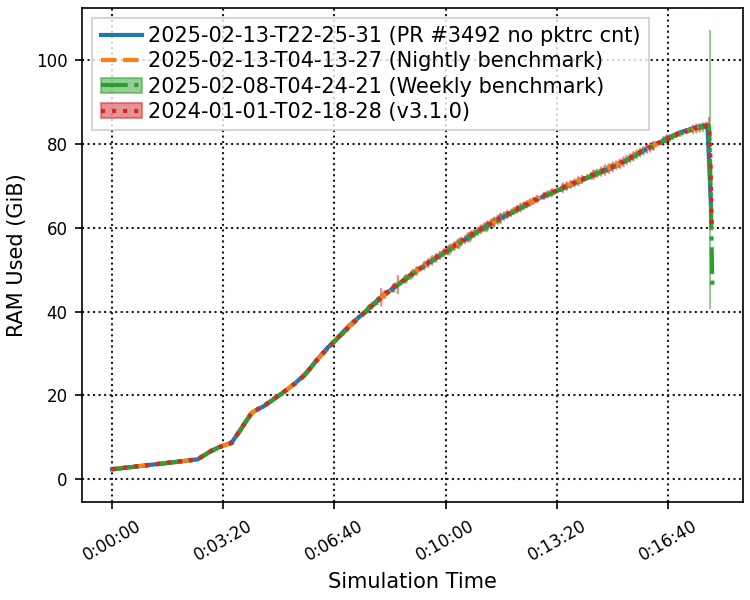 2025-02-13-T22-25-31 (PR #3492 no pktrc cnt)
2025-02-13-T04-13-27 (Nightly benchmark)
2025-02-08-T04-24-21 (Weekly benchmark)
2024-01-01-T02-18-28 (v3.1.0)
RAM Used (GiB)
100
80
60
40
20
0
0:00:00
0:03:20
0:06:40
0:10:00
0:13:20
0:16:40
Simulation Time